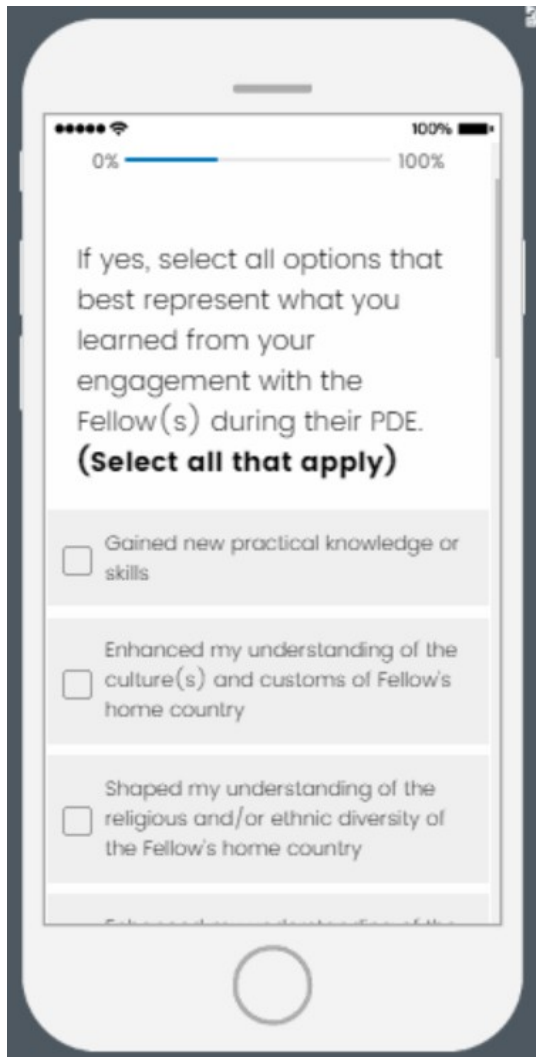 100%
0% 100%
If yes, select all options that
best represent what you
learned from your
engagement with the
Fellow(s) during their PDE.
(Select all that apply)
Gained new practical knowledge or
skills
Enhanced my understanding of the
culture(s) and customs of Fellow's
home country
Shaped my understanding of the
religious and/or ethnic diversity of
the Fellow's home country